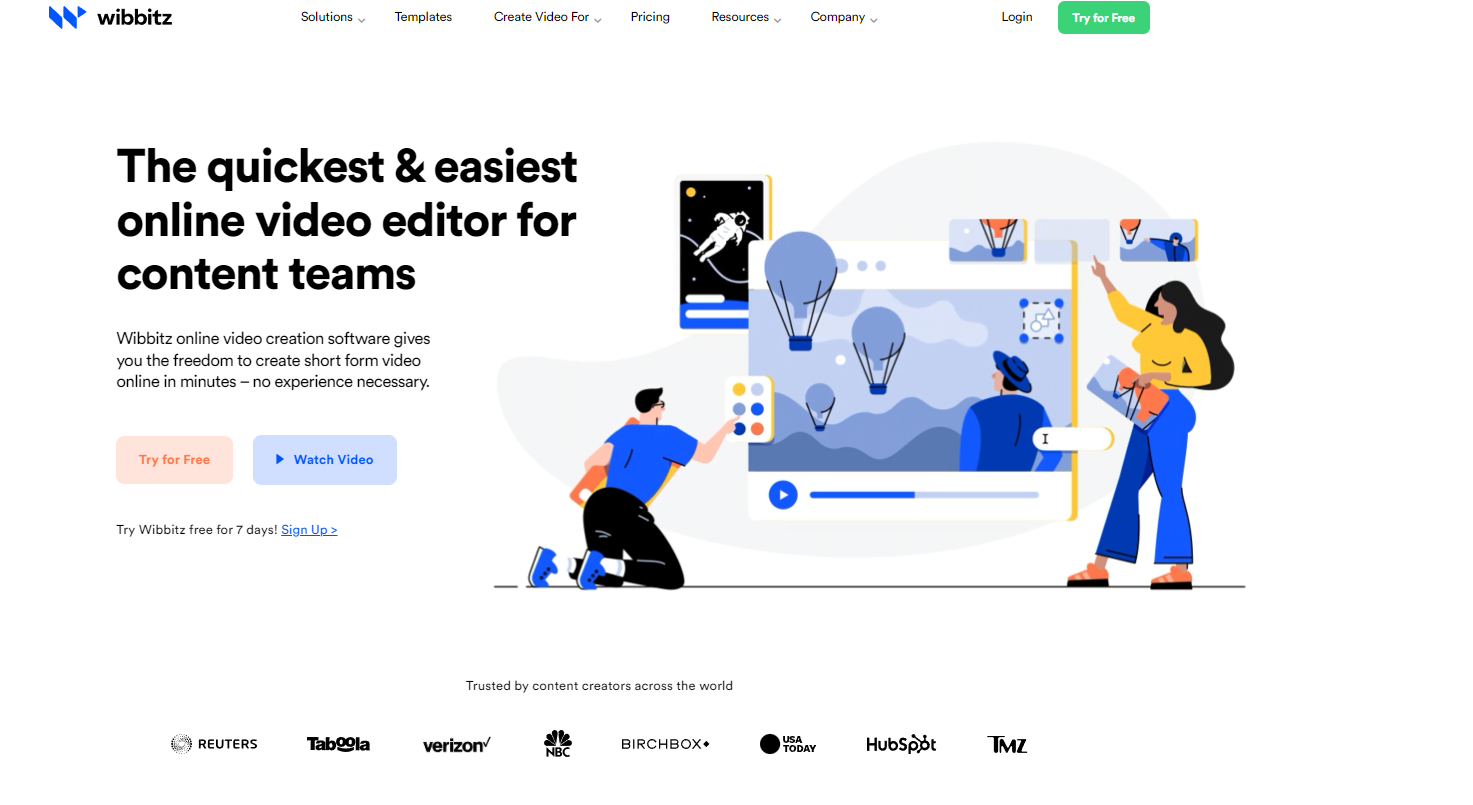 wibbitz
Solutions Templates Create Video For Pricing Resources Company Login Try for Free
The quickest & easiest
online video editor for
content teams
Wibbitz online video creation software gives
you the freedom to create short form video
online in minutes – no experience necessary.
Try for Free Watch Video
Try Wibbitz free for 7 days! Sign Up >
Trusted by content creators across the world
REUTERS Taboola verizon NBC BIRCHBOX USA TODAY HubSpot TMZ